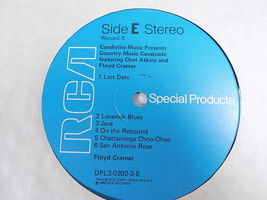 Side E Stereo
Record 3
Candlelite Music Presents
Country Music Cavalcade
featuring Chet Atkins and
Floyd Cramer
1 Last Date
RCA
Special Products
2 Lovesick Blues
3 Java
4 On the Rebound
5 Chattanooga Choo-Choo
6 San Antonio Rose
Floyd Cramer
DPL3-0202-3-E